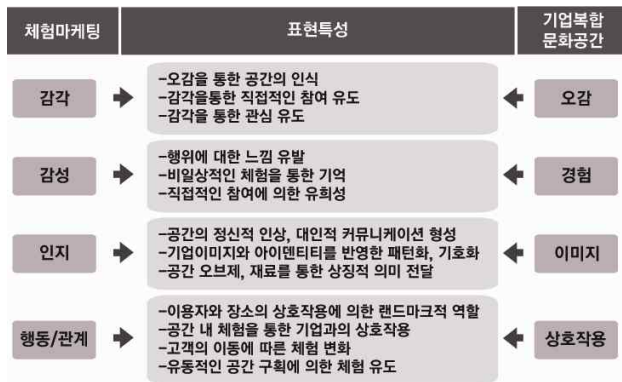 체험마케팅
표현특성
기업복합
문화공간
감각
-오감을 통한 공간의 인식
-감각을통한 직접적인 참여 유도
-감각을 통한 관심 유도
오감
감성
-행위에 대한 느낌 유발
-비일상적인 체험을 통한 기억
-직접적인 참여에 의한 유희성
경험
인지
-공간의 정신적 인상, 대인적 커뮤니케이션 형성
-기업이미지와 아이덴티티를 반영한 패턴화, 기호화
-공간 오브제, 재료를 통한 상징적 의미 전달
이미지
행동/관계
-이용자와 장소의 상호작용에 의한 랜드마크적 역할
-공간 내 체험을 통한 기업과의 상호작용
-고객의 이동에 따른 체험 변화
-유동적인 공간 구획에 의한 체험 유도
상호작용